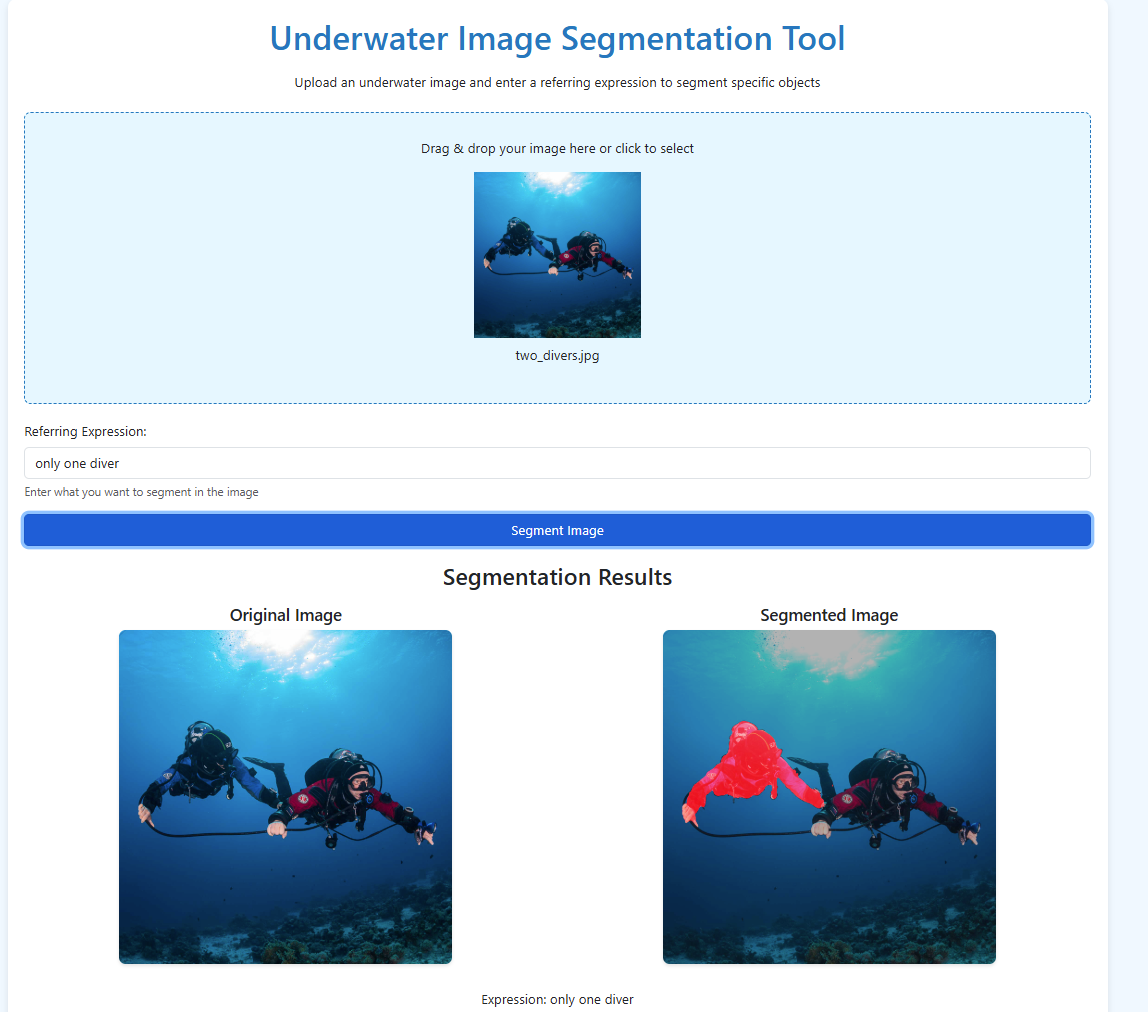 Underwater Image Segmentation Tool
Upload an underwater image and enter a referring expression to segment specific objects
Drag & drop your image here or click to select
two_divers.jpg
Referring Expression:
only one diver
Enter what you want to segment in the image
Segment Image
Segmentation Results
Original Image
Segmented Image
Expression: only one diver